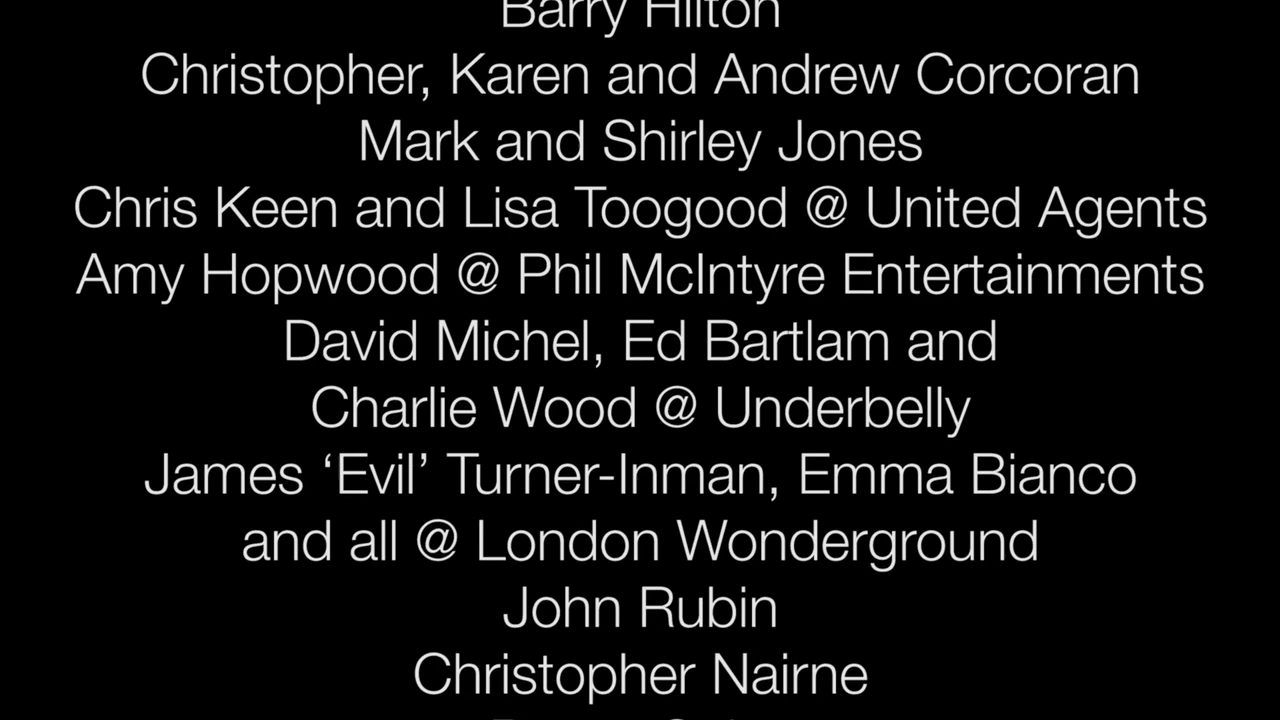 Barry Hilton
Christopher, Karen and Andrew Corcoran
Mark and Shirley Jones
Chris Keen and Lisa Toogood @ United Agents
Amy Hopwood @ Phil McIntyre Entertainments
David Michel, Ed Bartlam and
Charlie Wood @ Underbelly
James ‘Evil’ Turner-Inman, Emma Bianco
and all @ London Wonderground
John Rubin
Christopher Nairne